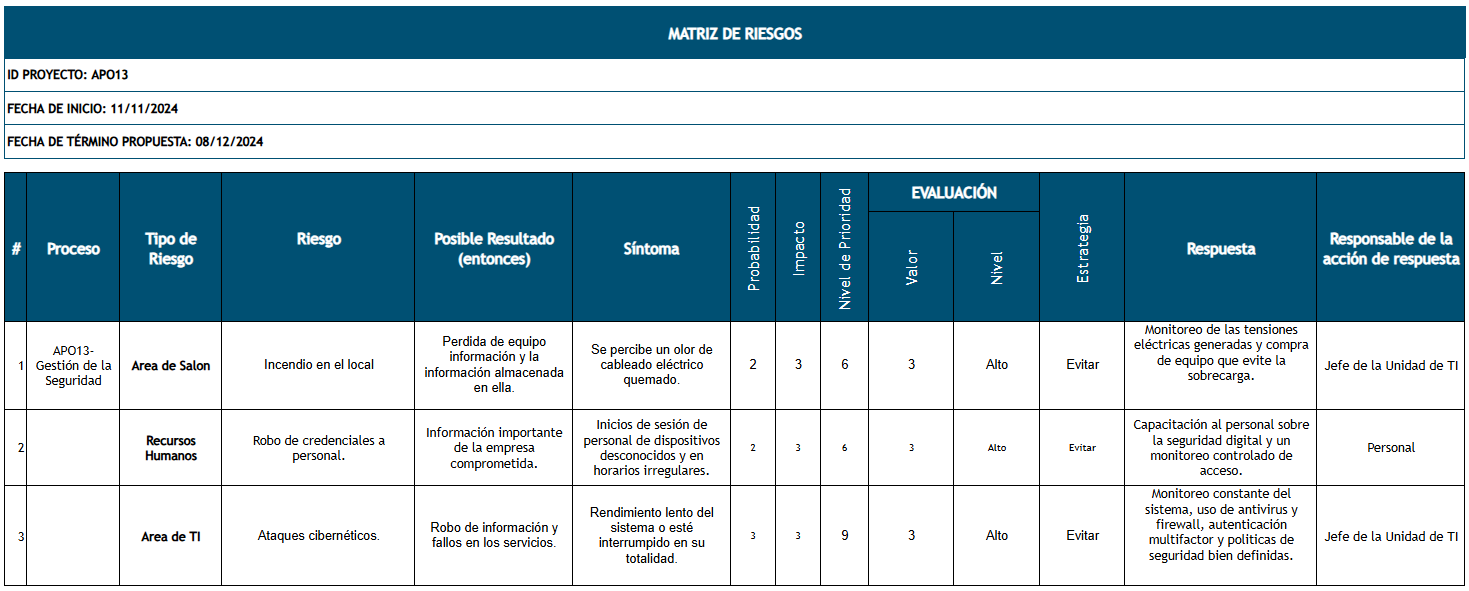 MATRIZ DE RIESGOS
ID PROYECTO: APO13
FECHA DE INICIO: 11/11/2024
FECHA DE TÉRMINO PROPUESTA: 08/12/2024
#
Proceso
Tipo de
Riesgo
Riesgo
Posible Resultado
(entonces)
Síntoma
Probabilidad
Impacto
Nivel de Prioridad
EVALUACIÓN
Valor
Nivel
Estrategia
Respuesta
Responsable de la
acción de respuesta
1
APO13-
Gestión de la
Seguridad
Area de Salon
Incendio en el local
Perdida de equipo
información y la
información almacenada
en ella.
Se percibe un olor de
cableado eléctrico
quemado.
2
3
6
3
Alto
Evitar
Monitoreo de las tensiones
eléctricas generadas y compra
de equipo que evite la
sobrecarga.
Jefe de la Unidad de TI
2
Recursos
Humanos
Robo de credenciales a
personal.
Información importante
de la empresa
comprometida.
Inicios de sesión de
personal de dispositivos
desconocidos y en
horarios irregulares.
2
3
6
3
Alto
Evitar
Capacitación al personal sobre
la seguridad digital y un
monitoreo controlado de
acceso.
Personal
3
Area de TI
Ataques cibernéticos.
Robo de información y
fallos en los servicios.
Rendimiento lento del
sistema o esté
interrumpido en su
totalidad.
3
3
9
3
Alto
Evitar
Monitoreo constante del
sistema, uso de antivirus y
firewall, autenticación
multifactor y politicas de
seguridad bien definidas.
Jefe de la Unidad de TI